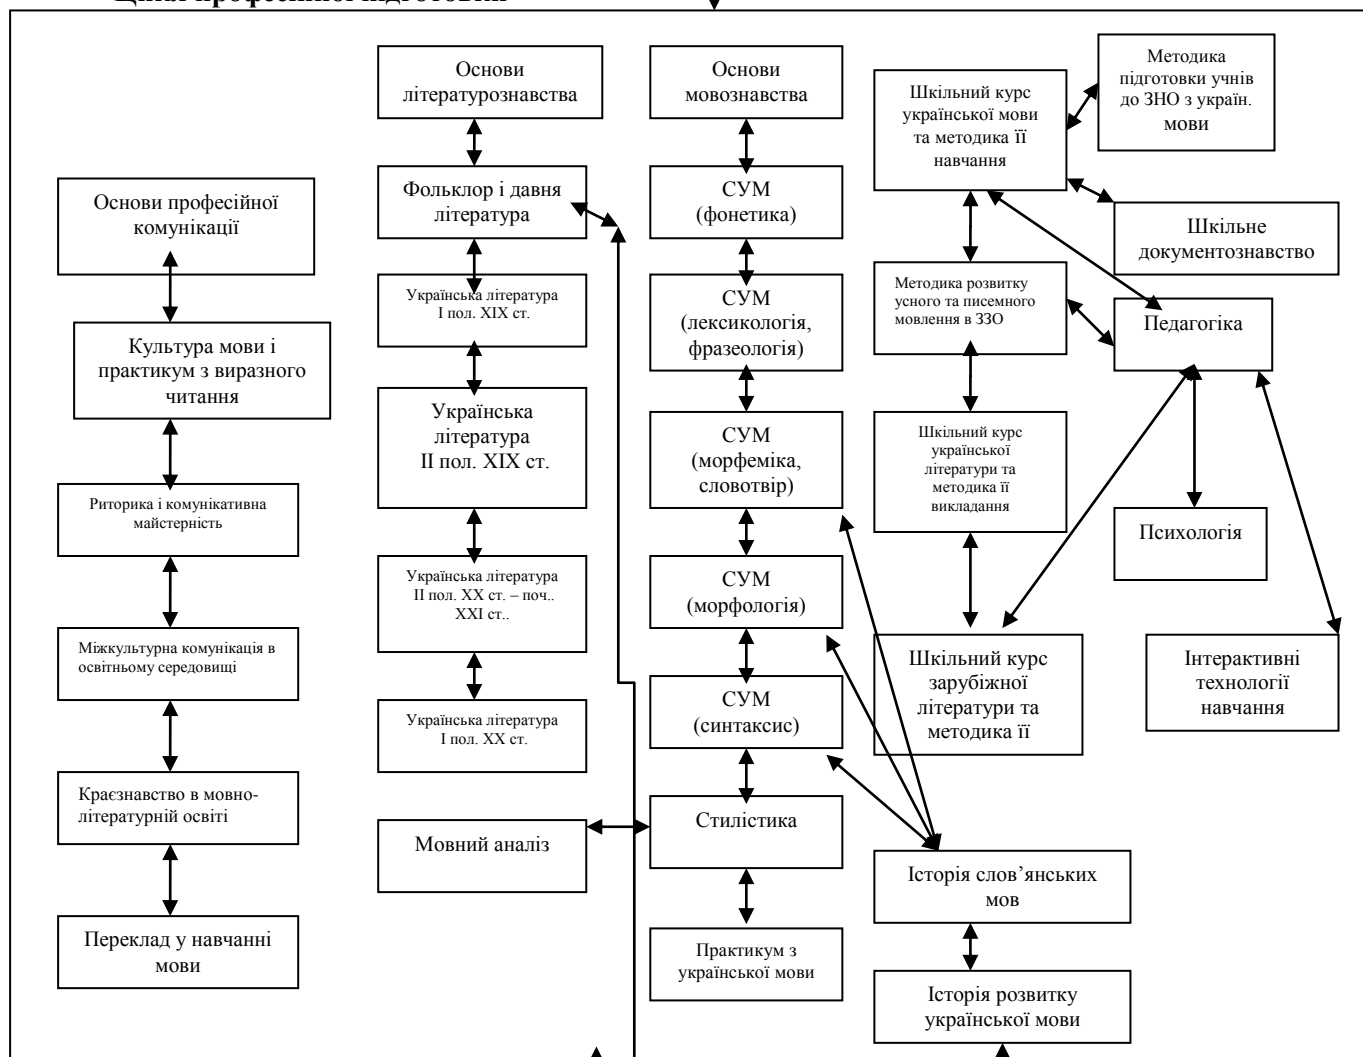 Цикл професійної підготовки
Основи професійної
комунікації
Культура мови і
практикум з виразного
читання
Риторика і комунікативна
майстерність
Міжкультурна комунікація в
освітньому середовищі
Краєзнавство в мовно-
літературній освіті
Переклад у навчанні
мови
Основи
літературознавства
Фольклор і давня
література
Українська література
І пол. ХІХ ст.
Українська
література
ІІ пол. ХІХ ст.
Українська література
ІІ пол. ХХ ст. – поч..
ХХІ ст..
Українська література
І пол. ХХ ст.
Мовний аналіз
Основи
мовознавства
СУМ
(фонетика)
СУМ
(лексикологія,
фразеологія)
СУМ
(морфеміка,
словотвір)
СУМ
(морфологія)
СУМ
(синтаксис)
Стилістика
Практикум з
української мови
Шкільний курс
української мови
та методика її
навчання
Методика розвитку
усного та писемного
мовлення в ЗЗО
Шкільний курс
української
літератури та
методика її
викладання
Шкільний курс
зарубіжної
літератури та
методика її
Історія слов’янських
мов
Історія розвитку
української мови
Методика
підготовки учнів
до ЗНО з україн.
мови
Шкільне
документознавство
Педагогіка
Психологія
Інтерактивні
технології
навчання